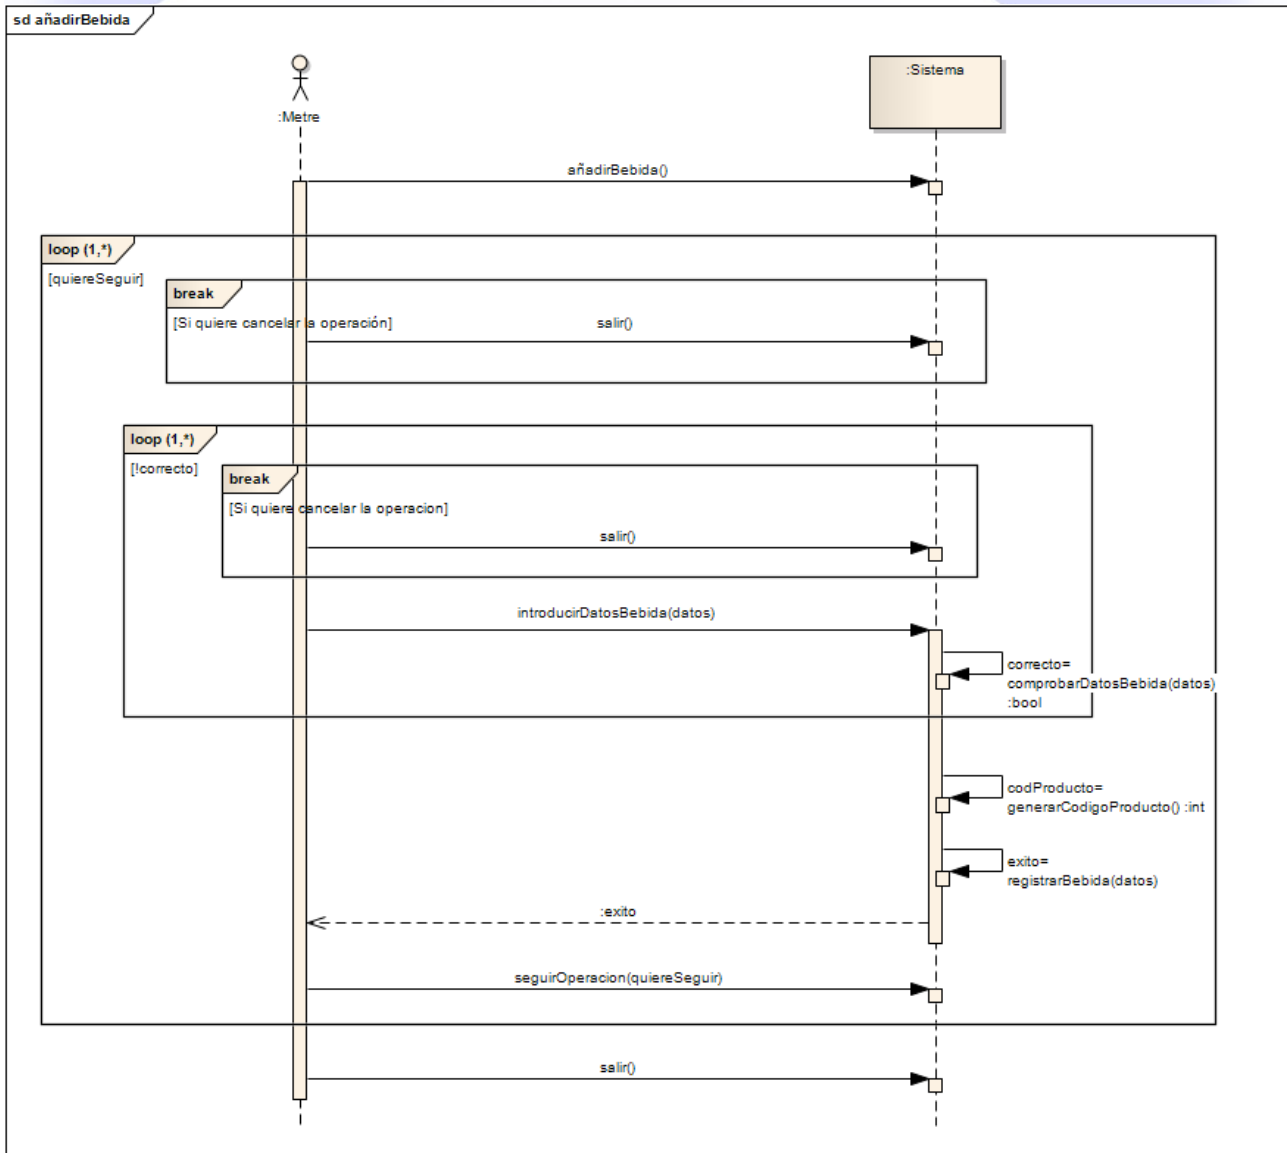 sd añadirBebida
:Metre
:Sistema
añadirBebida()
loop (1,*)
[quiereSeguir]
break
[Si quiere cancelar la operación]
salir()
loop (1,*)
[!correcto]
break
[Si quiere cancelar la operacion]
salir()
introducirDatosBebida(datos)
correcto=
comprobarDatosBebida(datos)
:bool
codProducto=
generarCodigoProducto() :int
exito=
registrarBebida(datos)
:exito
seguirOperacion(quiereSeguir)
salir()